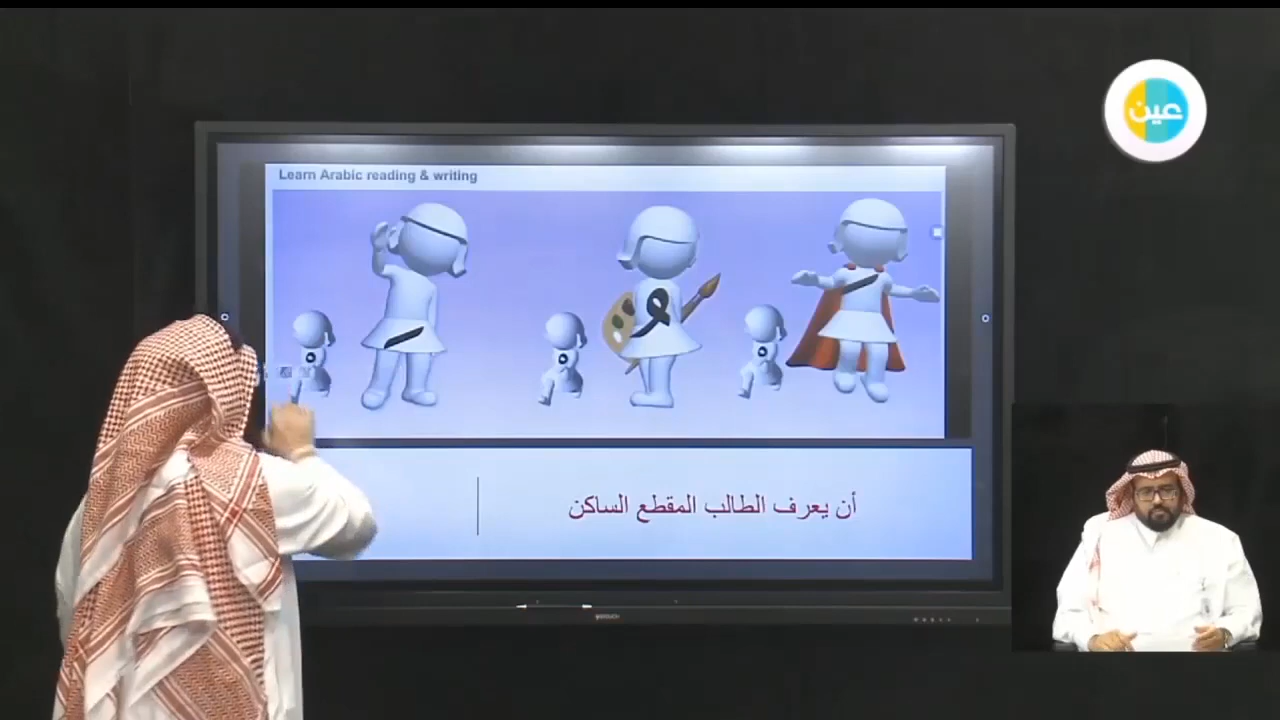 عين
Learn Arabic reading & writing
أن يعرف الطالب المقطع الساكن